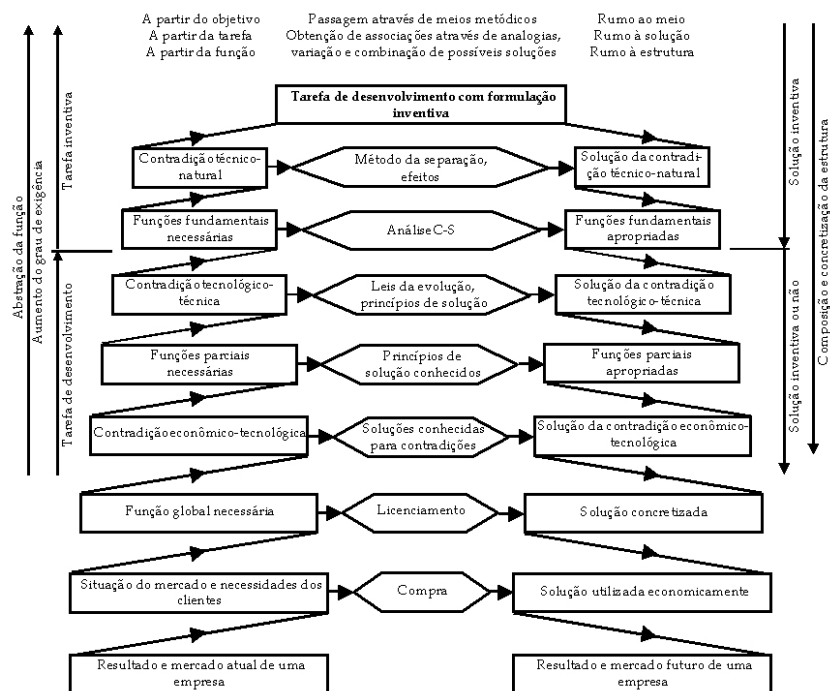 A partir do objetivo
A partir da tarefa
A partir da função
Passagem através de meios metódicos
Obtenção de associações através de analogias,
variação e combinação de possíveis soluções
Rumo ao meio
Rumo à solução
Rumo à estrutura
Abstração da função
Aumento do grau de exigência
Tarefa inventiva
Tarefa de desenvolvimento
Tarefa de desenvolvimento com formulação
inventiva
Contradição técnico-
natural
Método da separação,
efeitos
Solução da contradi-
ção técnico-natural
Funções fundamentais
necessárias
Análise C-S
Funções fundamentais
apropriadas
Contradição tecnológico-
técnica
Leis da evolução,
princípios de solução
Solução da contradição
tecnológico-técnica
Funções parciais
necessárias
Princípios de
solução conhecidos
Funções parciais
apropriadas
Contradição econômico-tecnológica
Soluções conhecidas
para contradições
Solução da contradição econômico-
tecnológica
Função global necessária
Licenciamento
Solução concretizada
Situação do mercado e necessidades dos
clientes
Compra
Solução utilizada economicamente
Resultado e mercado atual de uma
empresa
Resultado e mercado futuro de uma
empresa
Solução inventiva
Solução inventiva ou não
Composição e concretização da estrutura